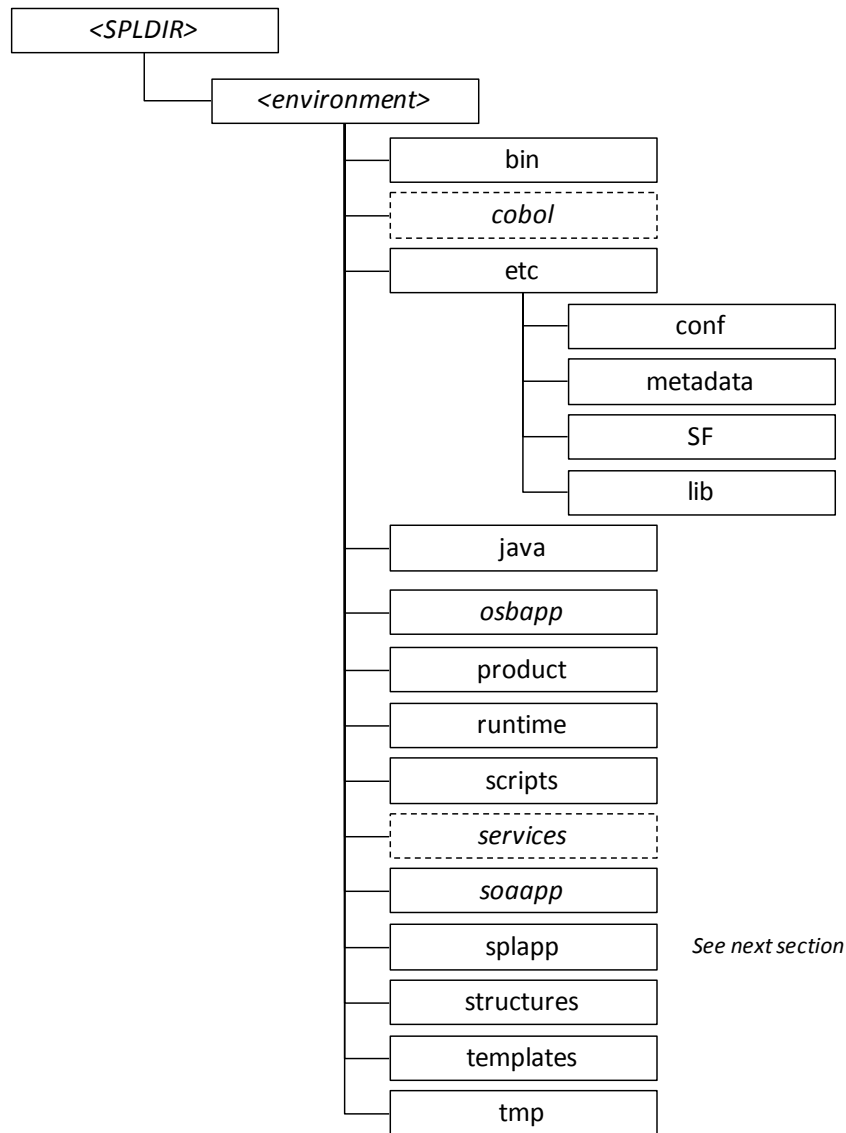 <SPLDIR>
<environment>
bin
cobol
etc
conf
metadata
SF
lib
java
osbapp
product
runtime
scripts
services
soaapp
splapp See next section
structures
templates
tmp